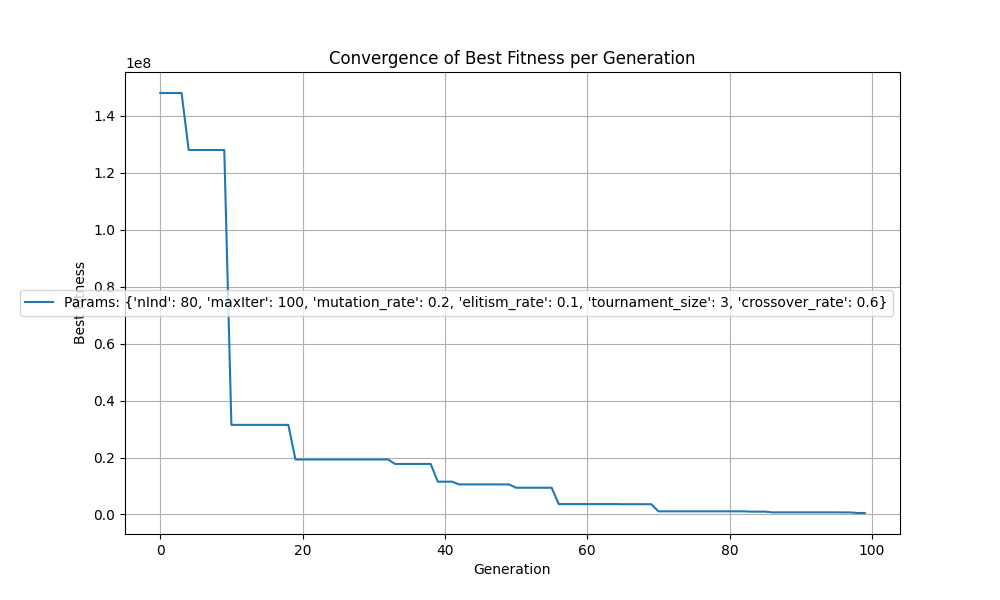 Convergence of Best Fitness per Generation
1e8
1.4
1.2
1.0
0.8
Params: {'nInd': 80, 'maxIter': 100, 'mutation_rate': 0.2, 'elitism_rate': 0.1, 'tournament_size': 3, 'crossover_rate': 0.6}
Best Fitness
0.6
0.4
0.2
0.0
0 20 40 60 80 100
Generation